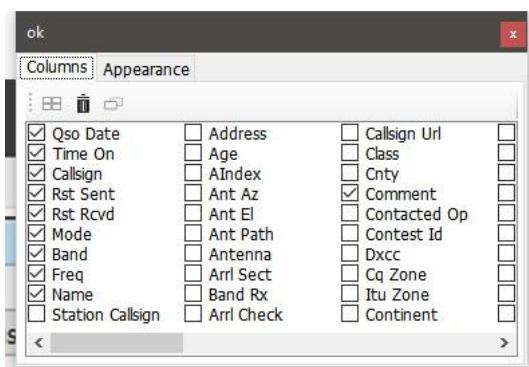 ok
x
Columns Appearance
Qso Date Address Callsign Url
Time On Age Class
Callsign AIndex Cnty
Rst Sent Ant Az Comment
Rst Rcvd Ant El Contacted Op
Mode Ant Path Contest Id
Band Antenna Dxcc
Freq Arrl Sect Cq Zone
Name Band Rx Itu Zone
Station Callsign Arrl Check Continent